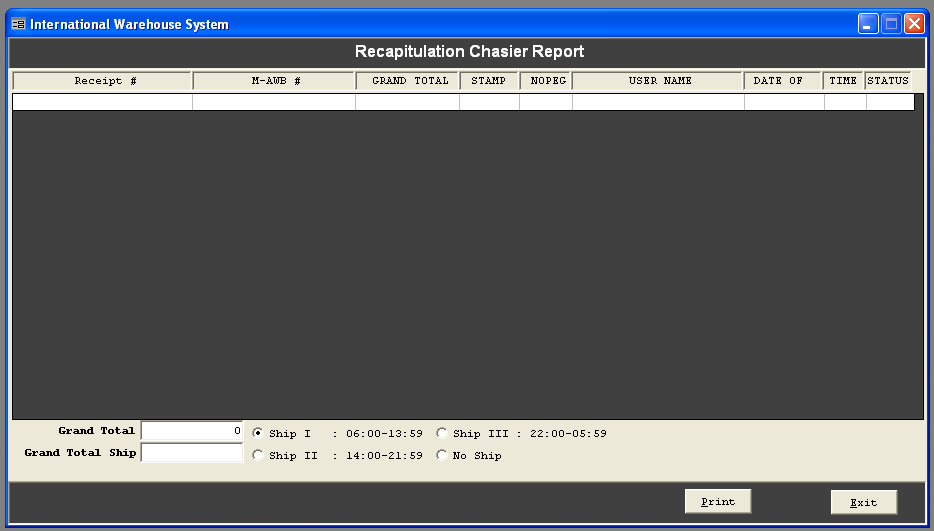 International Warehouse System
Recapitulation Chasier Report
Receipt # M-AWB # GRAND TOTAL STAMP NOPEG USER NAME DATE OF TIME STATUS
Grand Total 0 Ship I : 06:00-13:59 Ship III : 22:00-05:59
Grand Total Ship Ship II : 14:00-21:59 No Ship
Print Exit